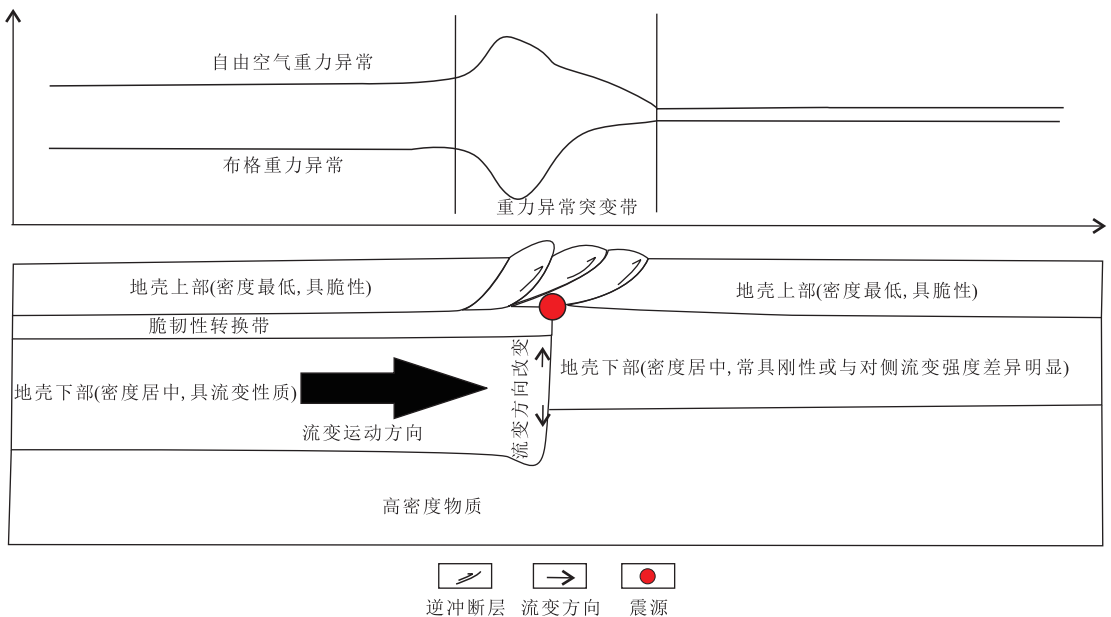 自由空气重力异常
布格重力异常
重力异常突变带
地壳上部(密度最低,具脆性)
地壳上部(密度最低,具脆性)
脆韧性转换带
地壳下部(密度居中,具流变性质)
流变运动方向
流变方向改变
地壳下部(密度居中,常具刚性或与对侧流变强度差异明显)
高密度物质
逆冲断层
流变方向
震源